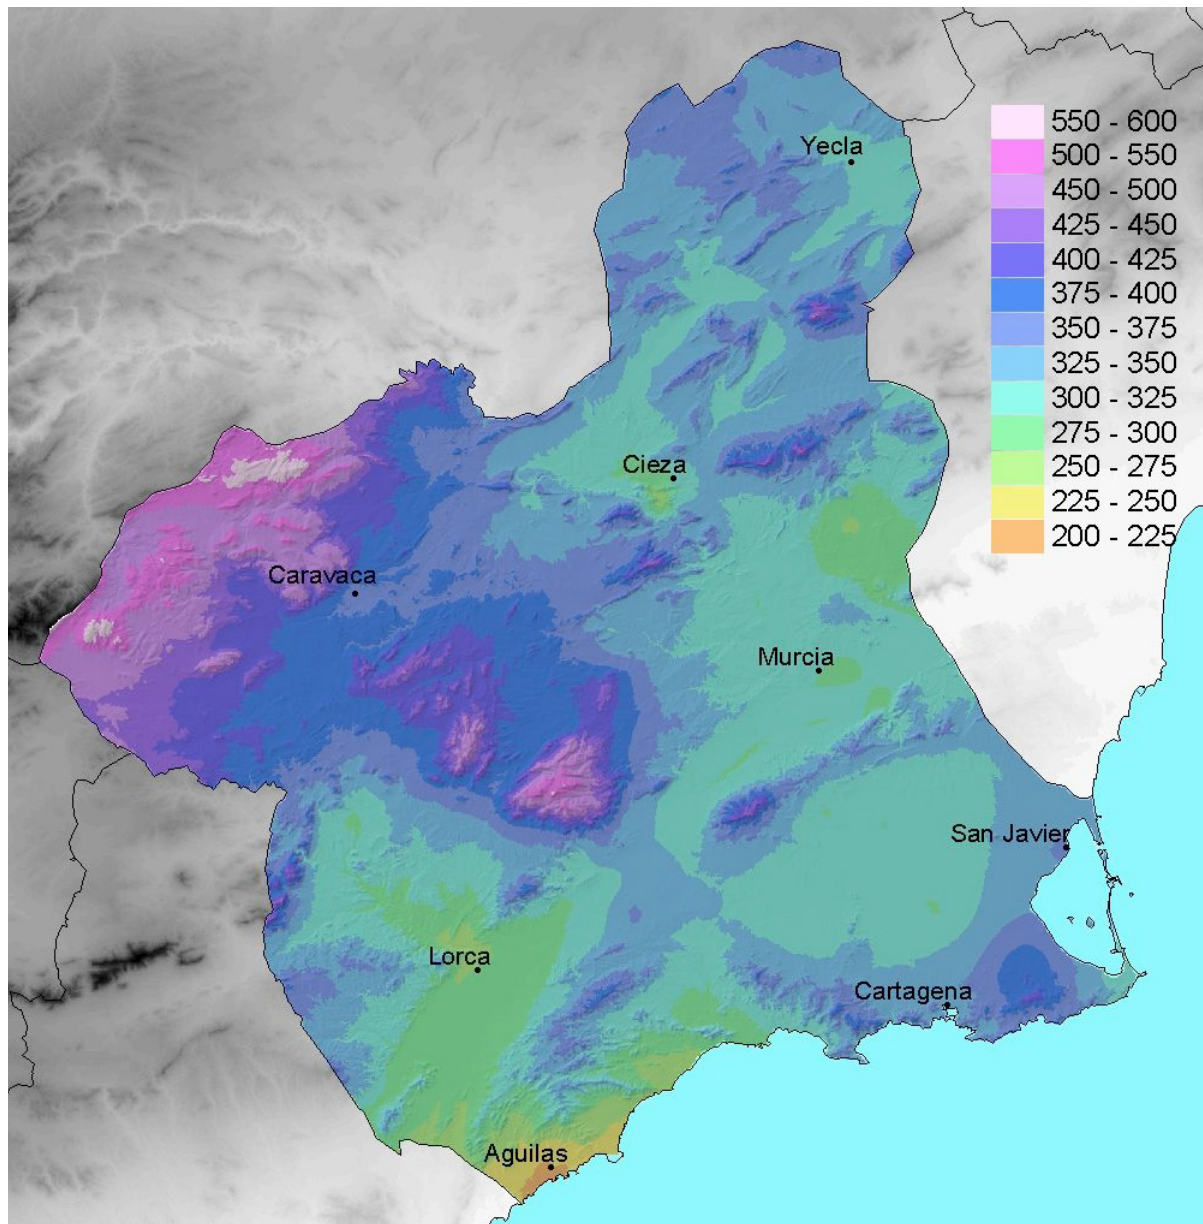 Yecla
550 - 600
500 - 550
450 - 500
425 - 450
400 - 425
375 - 400
350 - 375
325 - 350
300 - 325
275 - 300
250 - 275
225 - 250
200 - 225
Cieza
Caravaca
Murcia
San Javier
Lorca
Cartagena
Aguilas